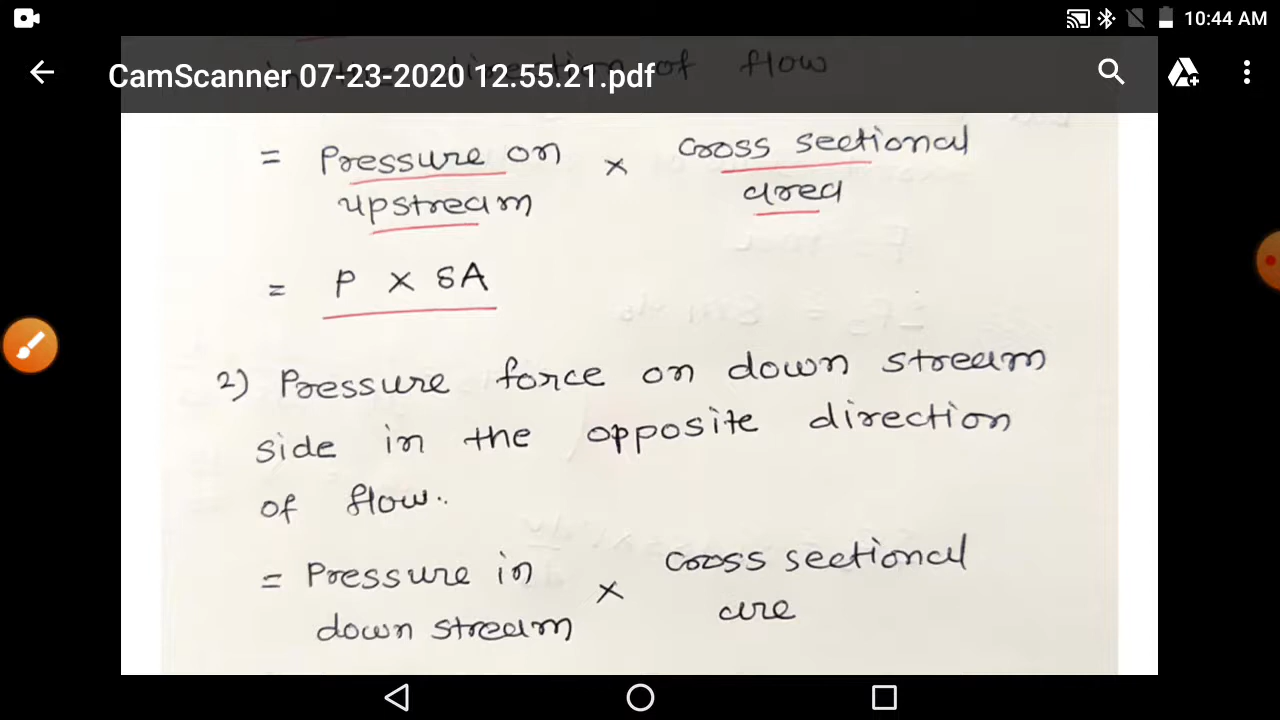 10:44 AM
CamScanner 07-23-2020 12.55.21.pdf
of flow
= Pressure on × cross sectional
upstream area
= P × δA
2) Pressure force on down stream
side in the opposite direction
of flow..
= Pressure in × cross sectional
down stream are